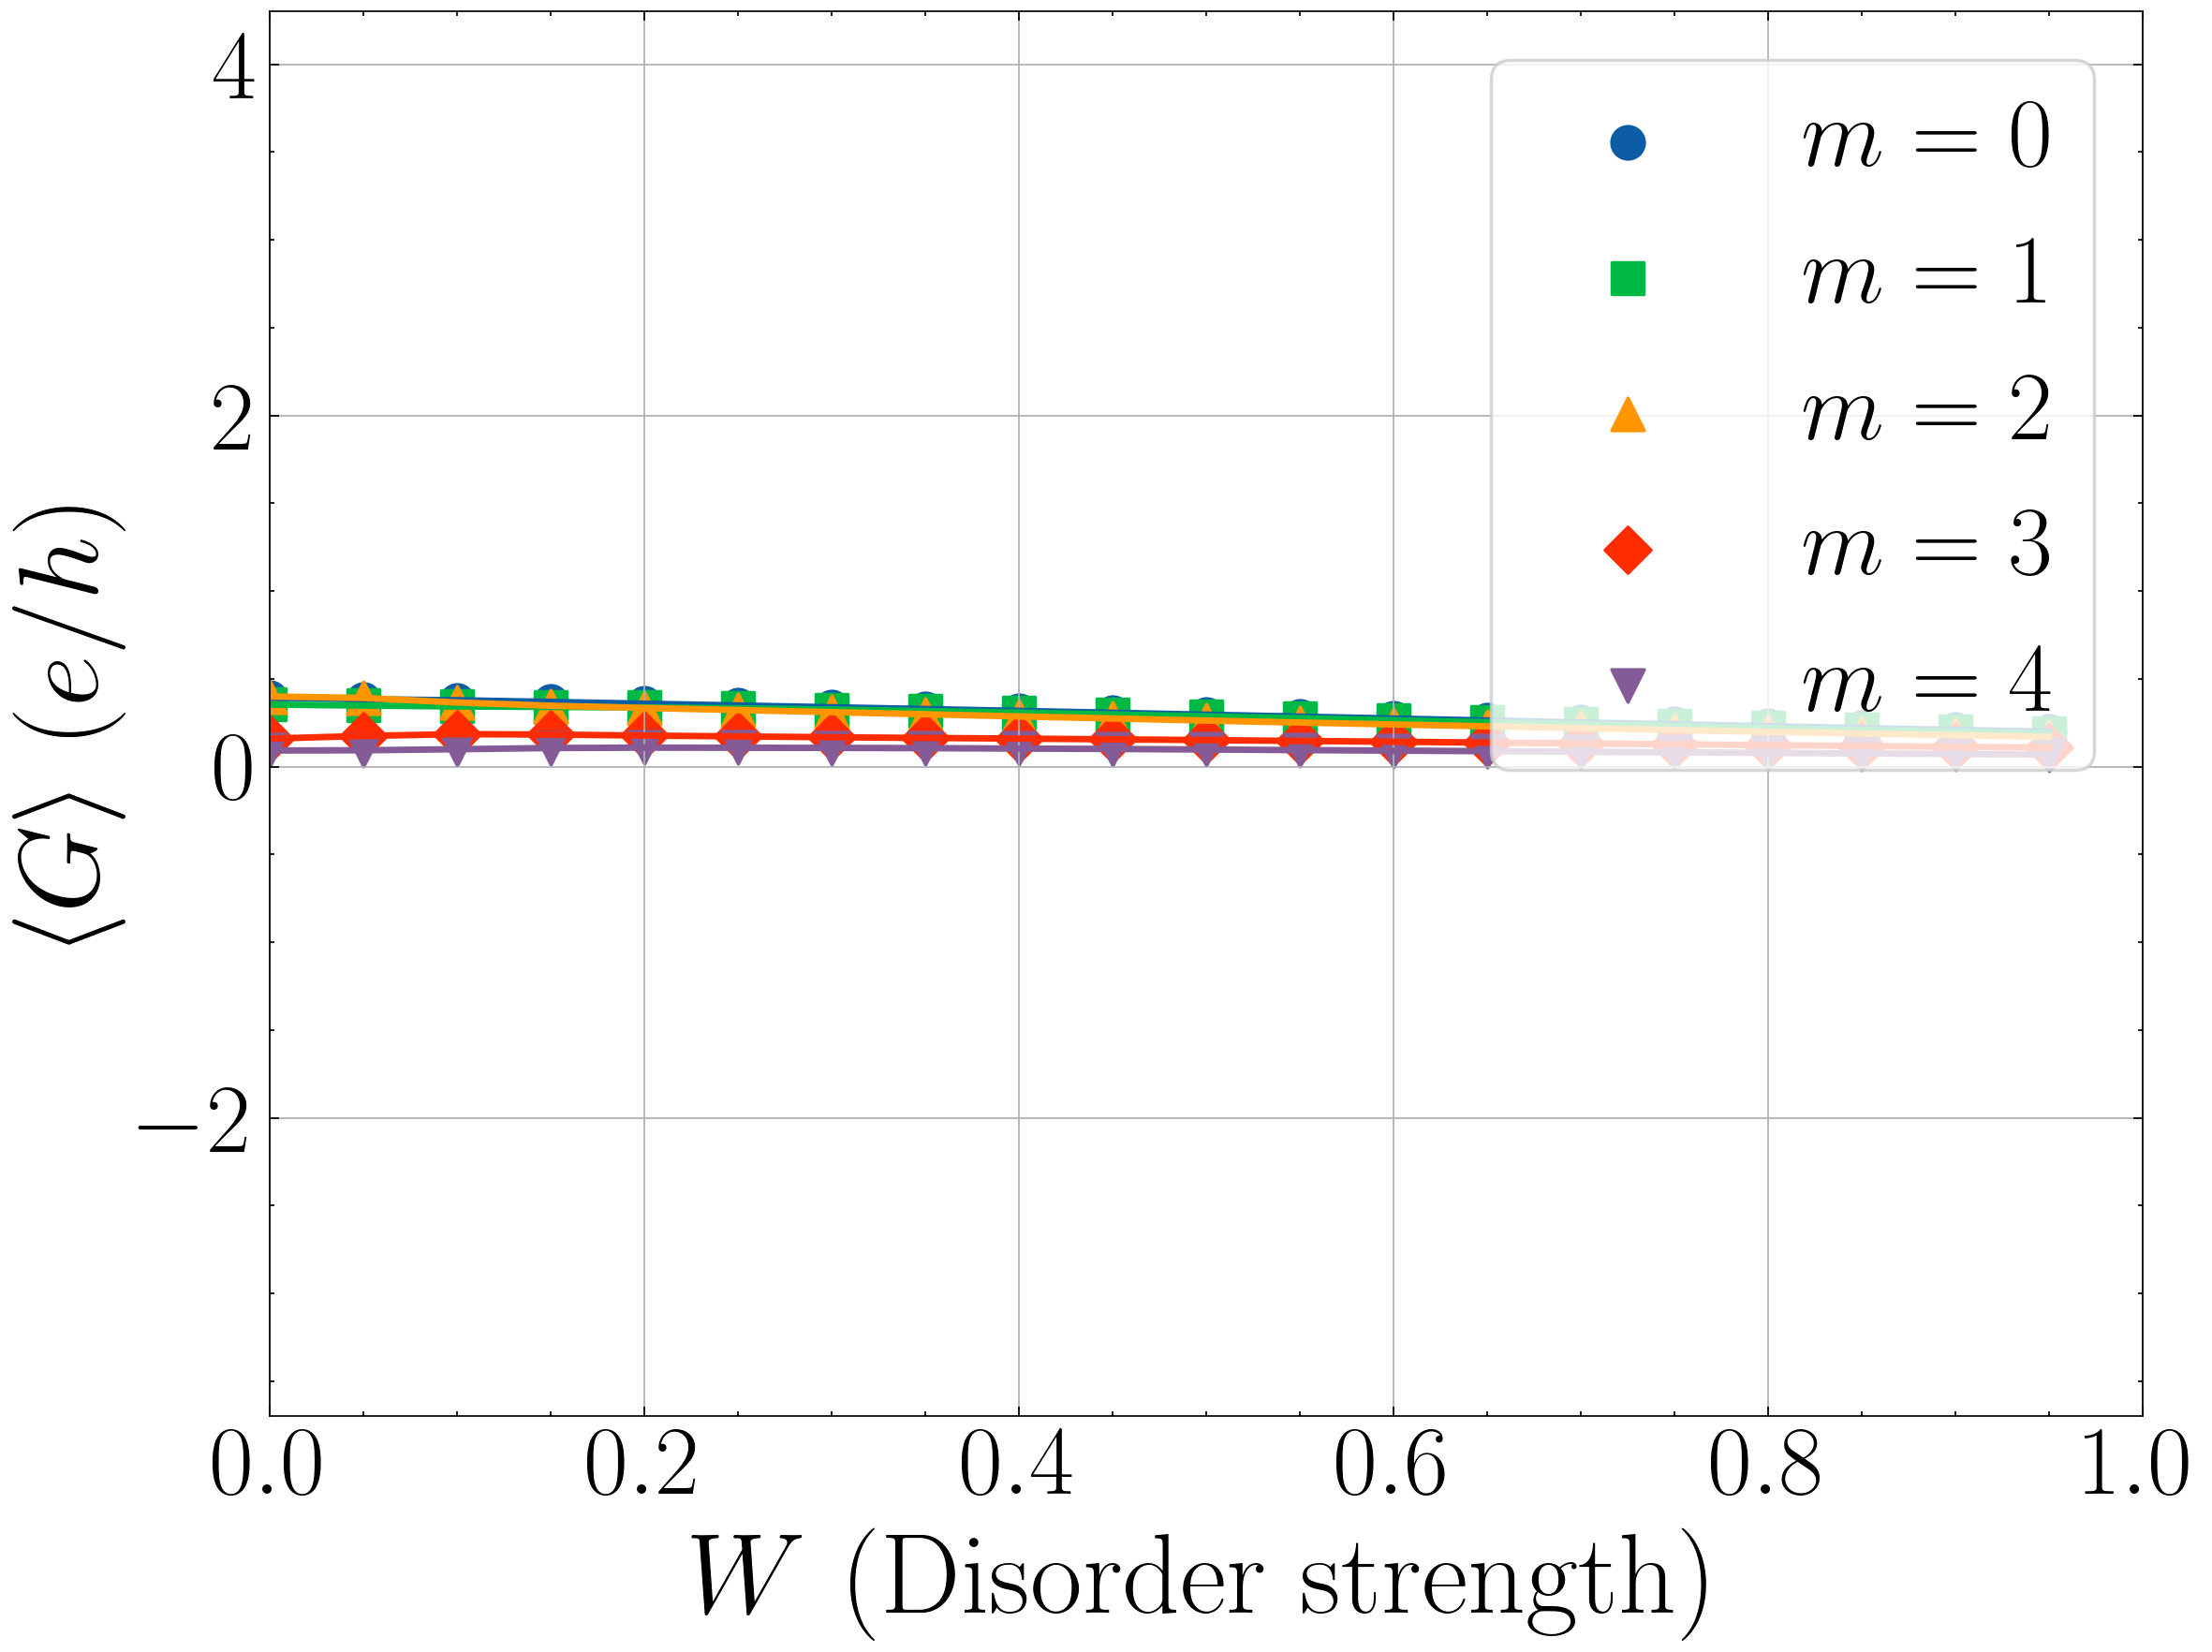 4
2
0
−2
⟨G⟩ (e/h)
m = 0
m = 1
m = 2
m = 3
m = 4
0.0 0.2 0.4 0.6 0.8 1.0
W (Disorder strength)